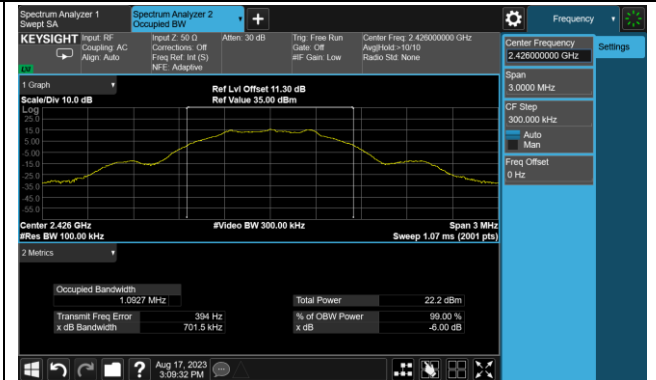 Spectrum Analyzer 1
Swept SA
Spectrum Analyzer 2
Occupied BW
+
Frequency
KEYSIGHT
Input: RF
Coupling: AC
Align: Auto
Input Z: 50 Ω
Corrections: Off
Freq Ref: Int (S)
NFE: Adaptive
Atten: 30 dB
Trig: Free Run
Gate: Off
#IF Gain: Low
Center Freq: 2.426000000 GHz
Avg|Hold:>10/10
Radio Std: None
LXI
Center Frequency
2.426000000 GHz
Settings
Span
3.0000 MHz
CF Step
300.000 kHz
Auto
Man
Freq Offset
0 Hz
1 Graph
Scale/Div 10.0 dB
Ref Lvl Offset 11.30 dB
Ref Value 35.00 dBm
Log
25.0
15.0
5.00
-5.00
-15.0
-25.0
-35.0
-45.0
-55.0
Center 2.426 GHz
#Res BW 100.00 kHz
#Video BW 300.00 kHz
Span 3 MHz
Sweep 1.07 ms (2001 pts)
2 Metrics
Occupied Bandwidth
1.0927 MHz
Total Power 22.2 dBm
Transmit Freq Error 394 Hz
% of OBW Power 99.00 %
x dB Bandwidth 701.5 kHz
x dB -6.00 dB
?
Aug 17, 2023
3:09:32 PM